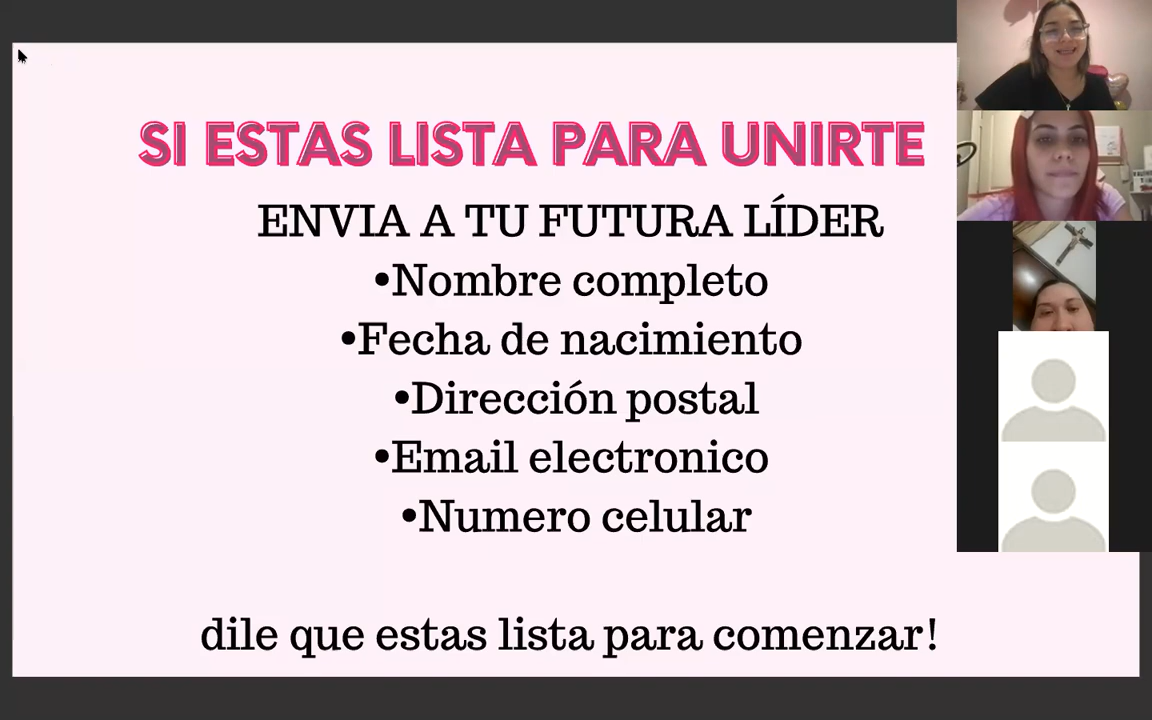 SI ESTAS LISTA PARA UNIRTE
ENVIA A TU FUTURA LÍDER
•Nombre completo
•Fecha de nacimiento
•Dirección postal
•Email electronico
•Numero celular
dile que estas lista para comenzar!